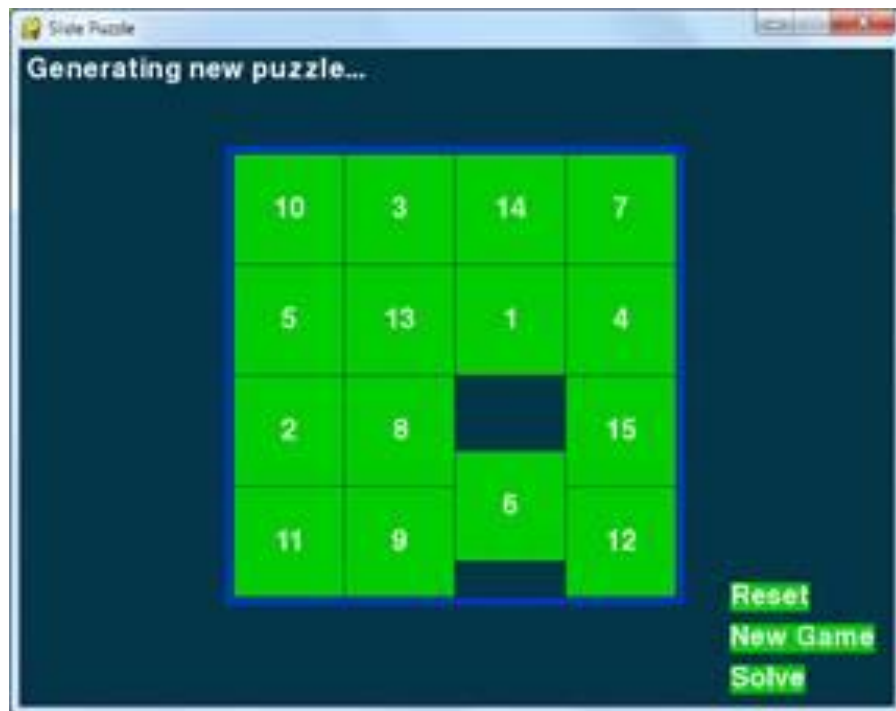 Slide Puzzle
Generating new puzzle...
10 3 14 7
5 13 1 4
2 8 15
6
11 9 12
Reset
New Game
Solve